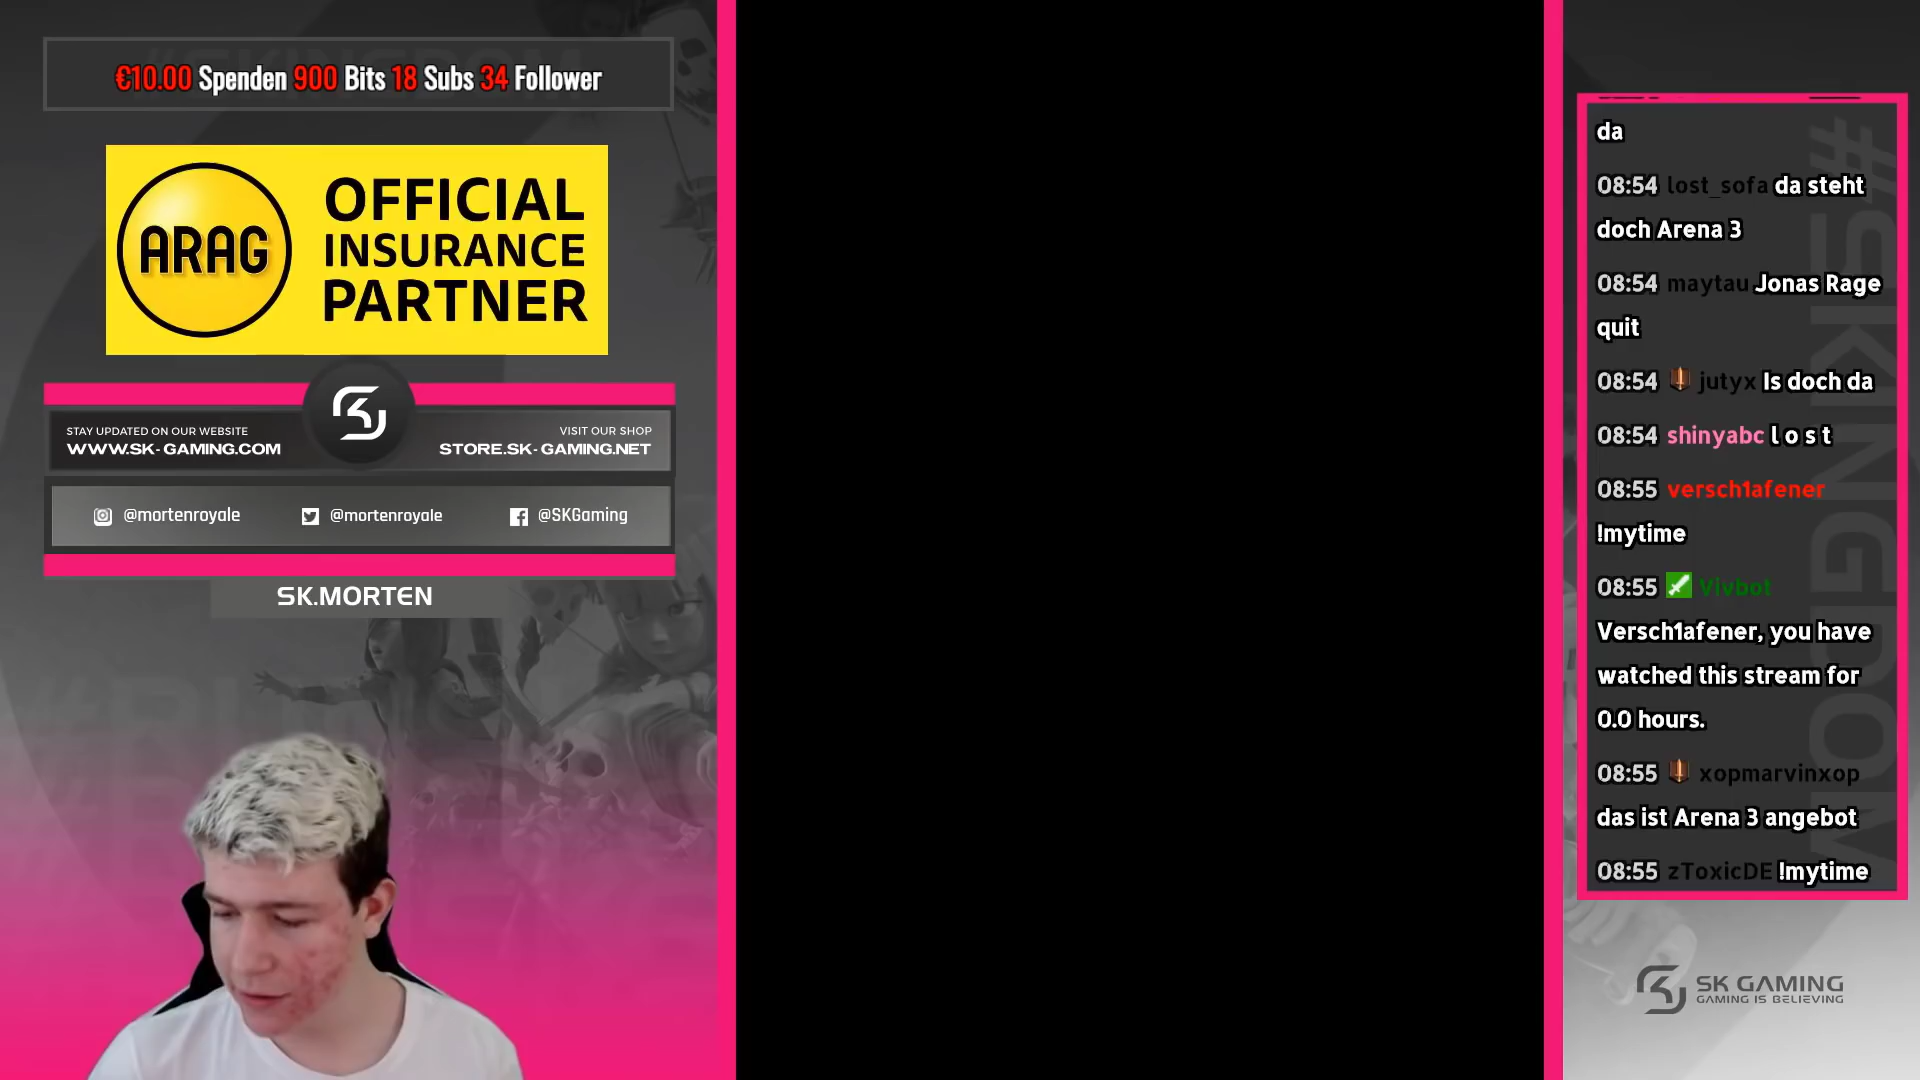 €10.00 Spenden 900 Bits 18 Subs 34 Follower
ARAG
OFFICIAL
INSURANCE
PARTNER
STAY UPDATED ON OUR WEBSITE
WWW.SK-GAMING.COM
VISIT OUR SHOP
STORE.SK-GAMING.NET
@mortenroyale
@mortenroyale
@SKGaming
SK.MORTEN
da
08:54 lost_sofa da steht
doch Arena 3
08:54 maytau Jonas Rage
quit
08:54 jutyx Is doch da
08:54 shinyabc l o s t
08:55 versch1afener
!mytime
08:55 Vivbot
Versch1afener, you have
watched this stream for
0.0 hours.
08:55 xopmarvinxop
das ist Arena 3 angebot
08:55 zToxicDE !mytime
#SKINGDOM
SK GAMING
GAMING IS BELIEVING